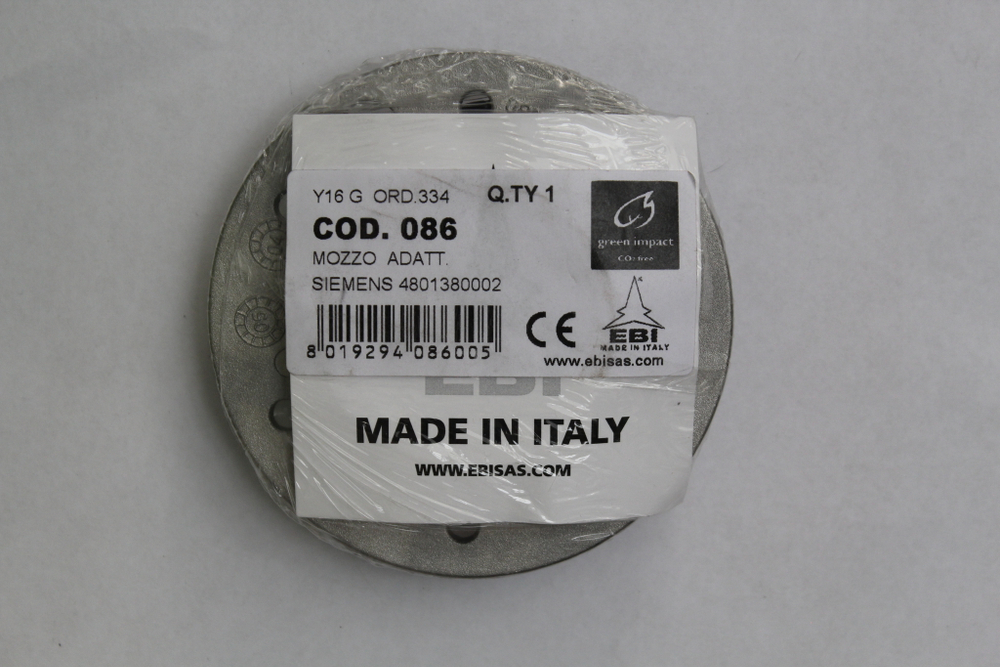 Y16 G ORD.334 Q.TY 1
COD. 086
MOZZO ADATT.
SIEMENS 4801380002
8 019294 086005
CE
green impact
CO2 free
EBI
MADE IN ITALY
www.ebisas.com
EBI
MADE IN ITALY
WWW.EBISAS.COM